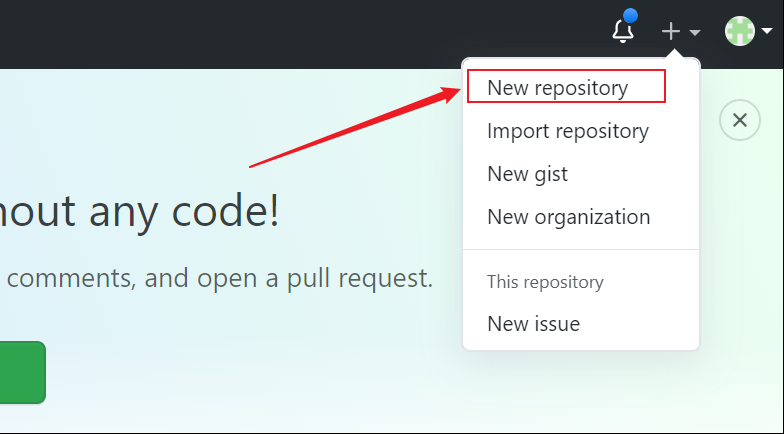 New repository
Import repository
New gist
New organization
This repository
New issue
out any code!
comments, and open a pull request.